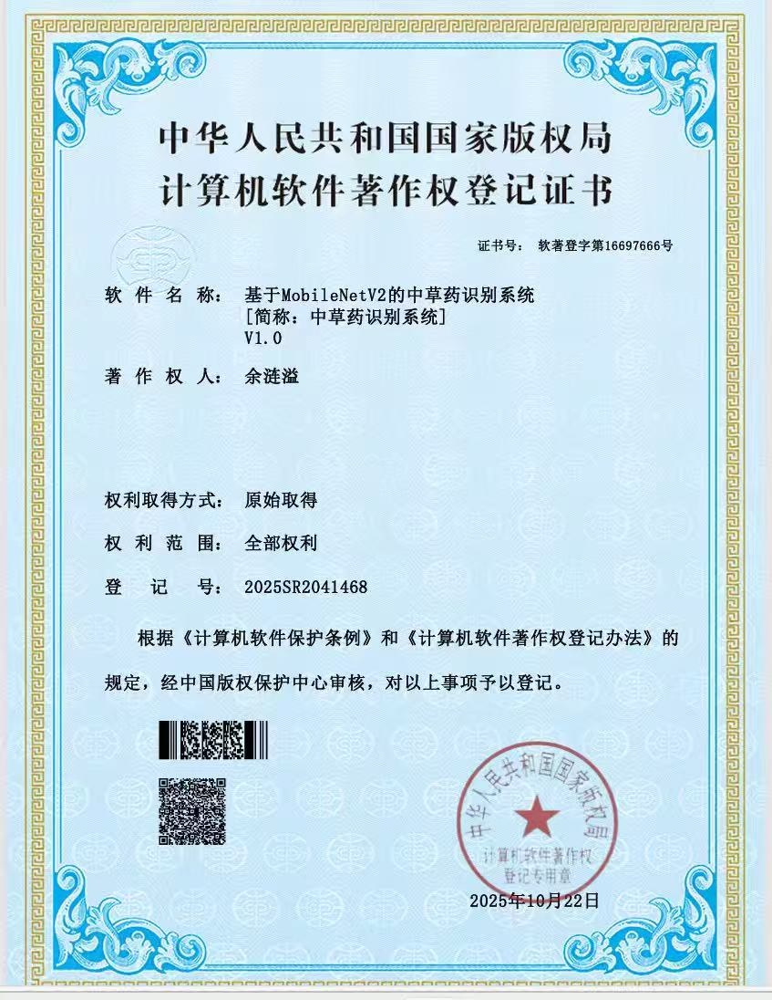 中华人民共和国国家版权局
计算机软件著作权登记证书
证书号： 软著登字第16697666号
软件名称： 基于MobileNetV2的中草药识别系统
[简称：中草药识别系统]
V1.0
著作权人： 余涟溢
权利取得方式： 原始取得
权利范围： 全部权利
登记号： 2025SR2041468
根据《计算机软件保护条例》和《计算机软件著作权登记办法》的
规定，经中国版权保护中心审核，对以上事项予以登记。
中华人民共和国国家版权局
计算机软件著作权
登记专用章
2025年10月22日